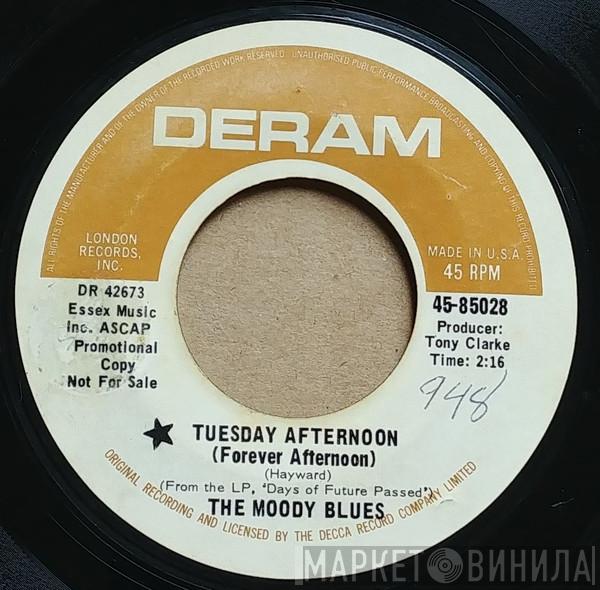 ALL RIGHTS OF THE MANUFACTURER AND OF THE OWNER OF THE RECORDED WORK RESERVED. UNAUTHORISED PUBLIC PERFORMANCE BROADCASTING AND COPYING OF THIS RECORD PROHIBITED.
DERAM
LONDON
RECORDS,
INC.
MADE IN U.S.A.
45 RPM
DR 42673
Essex Music
Inc. ASCAP
Promotional
Copy
Not For Sale
45-85028
Producer:
Tony Clarke
Time: 2:16
948
★ TUESDAY AFTERNOON
(Forever Afternoon)
(Hayward)
(From the LP, 'Days of Future Passed')
THE MOODY BLUES
ORIGINAL RECORDING AND LICENSED BY THE DECCA RECORD COMPANY LIMITED
МАРКЕТ ВИНИЛА